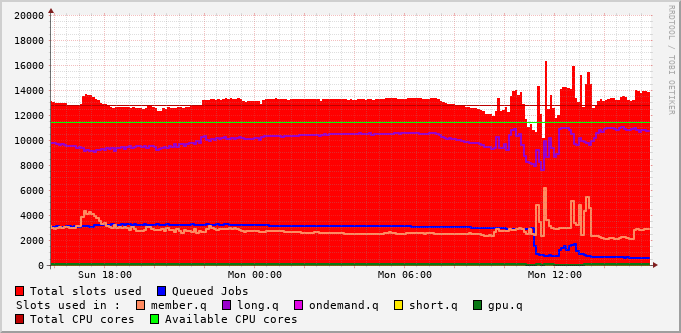 20000
18000
16000
14000
12000
10000
8000
6000
4000
2000
0
Sun 18:00 Mon 00:00 Mon 06:00 Mon 12:00
RRDTOOL / TOBI OETIKER
Total slots used Queued Jobs
Slots used in : member.q long.q ondemand.q short.q gpu.q
Total CPU cores Available CPU cores